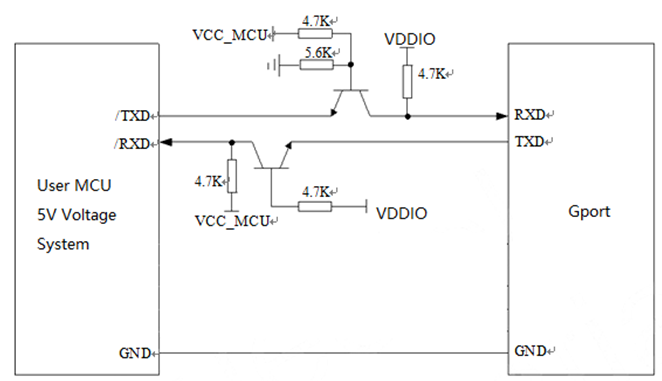 4.7K
VCC_MCU
5.6K
VDDIO
4.7K
/TXD
RXD
/RXD
TXD
4.7K
4.7K
User MCU
5V Voltage
System
VCC_MCU
VDDIO
Gport
GND
GND